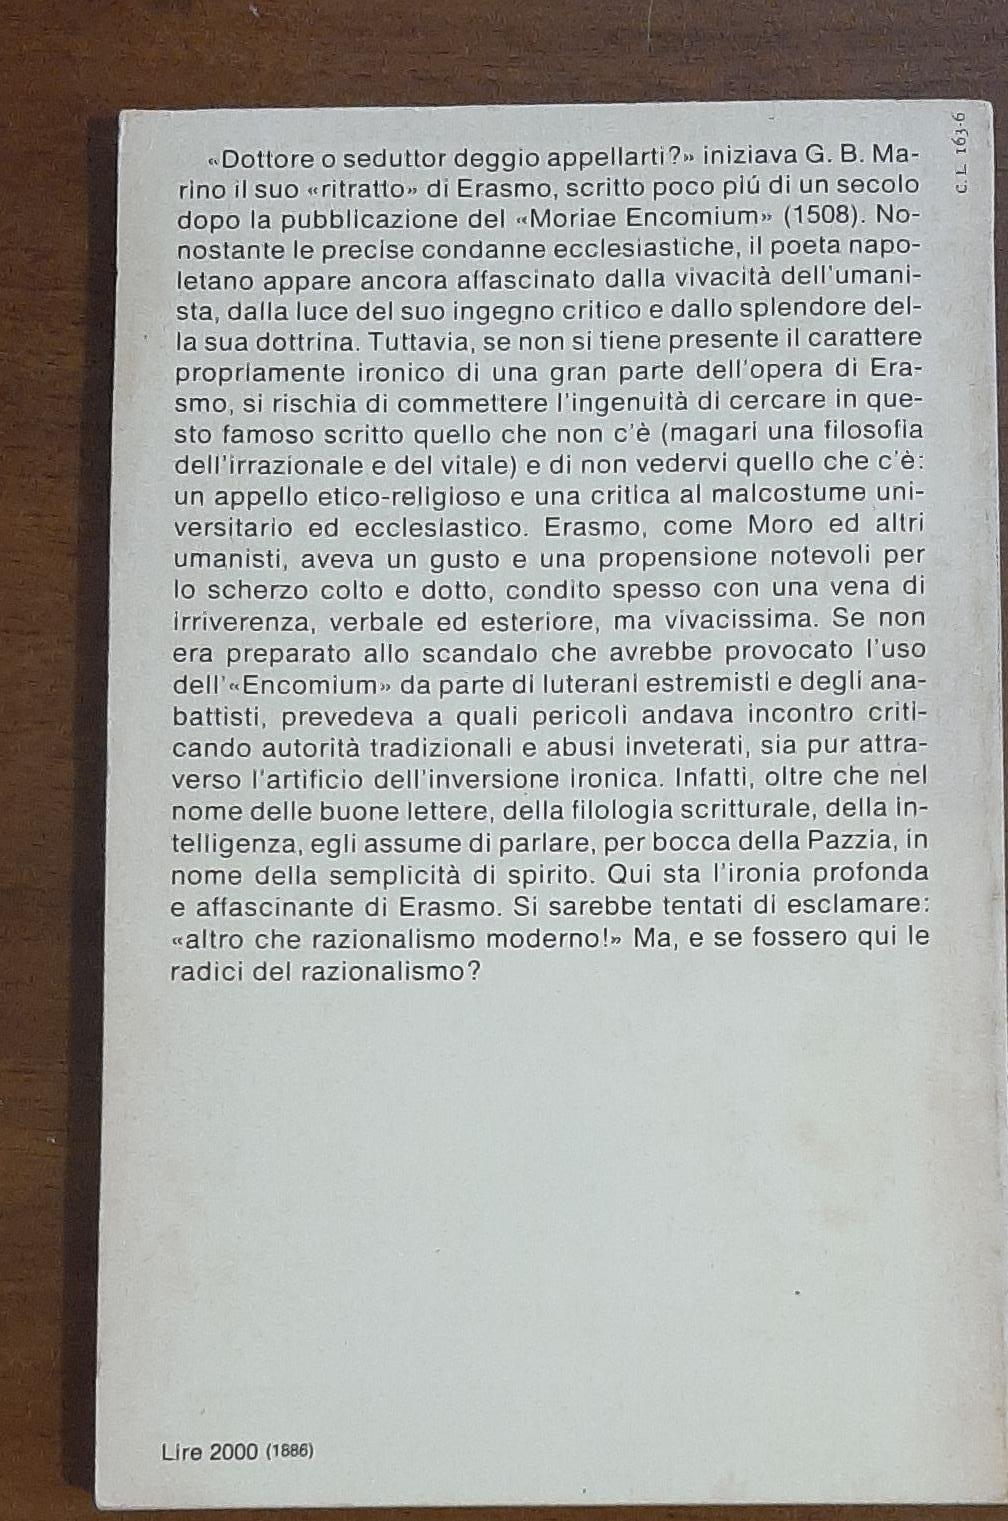 «Dottore o seduttor deggio appellarti?» iniziava G. B. Ma-
rino il suo «ritratto» di Erasmo, scritto poco piú di un secolo
dopo la pubblicazione del «Moriae Encomium» (1508). No-
nostante le precise condanne ecclesiastiche, il poeta napo-
letano appare ancora affascinato dalla vivacità dell'umani-
sta, dalla luce del suo ingegno critico e dallo splendore del-
la sua dottrina. Tuttavia, se non si tiene presente il carattere
propriamente ironico di una gran parte dell'opera di Era-
smo, si rischia di commettere l'ingenuità di cercare in que-
sto famoso scritto quello che non c'è (magari una filosofia
dell'irrazionale e del vitale) e di non vedervi quello che c'è:
un appello etico-religioso e una critica al malcostume uni-
versitario ed ecclesiastico. Erasmo, come Moro ed altri
umanisti, aveva un gusto e una propensione notevoli per
lo scherzo colto e dotto, condito spesso con una vena di
irriverenza, verbale ed esteriore, ma vivacissima. Se non
era preparato allo scandalo che avrebbe provocato l'uso
dell'«Encomium» da parte di luterani estremisti e degli ana-
battisti, prevedeva a quali pericoli andava incontro criti-
cando autorità tradizionali e abusi inveterati, sia pur attra-
verso l'artificio dell'inversione ironica. Infatti, oltre che nel
nome delle buone lettere, della filologia scritturale, della in-
telligenza, egli assume di parlare, per bocca della Pazzia, in
nome della semplicità di spirito. Qui sta l'ironia profonda
e affascinante di Erasmo. Si sarebbe tentati di esclamare:
«altro che razionalismo moderno!» Ma, e se fossero qui le
radici del razionalismo?
Lire 2000 (1886)
C. L. 163-6